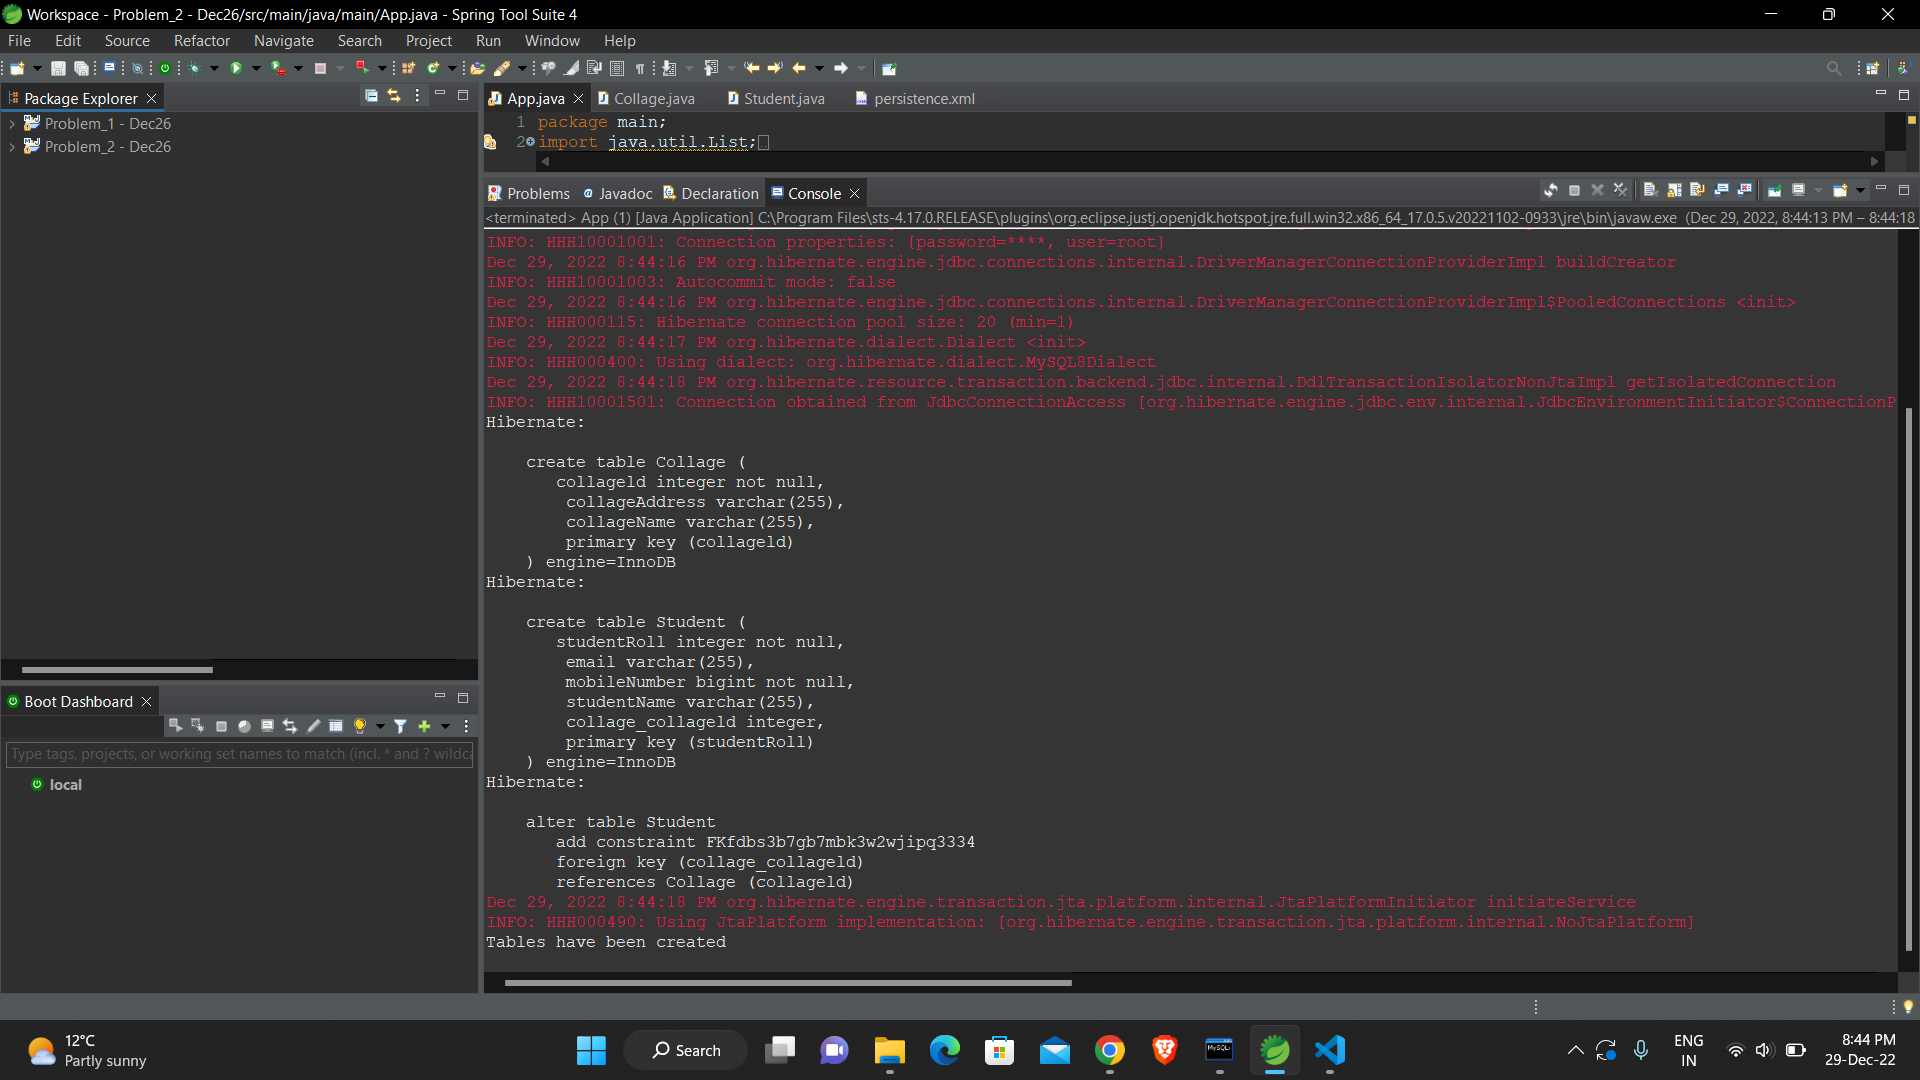 Workspace - Problem_2 - Dec26/src/main/java/main/App.java - Spring Tool Suite 4
File Edit Source Refactor Navigate Search Project Run Window Help
Package Explorer
Problem_1 - Dec26
Problem_2 - Dec26
App.java Collage.java Student.java persistence.xml
1 package main;
2 import java.util.List;
Problems Javadoc Declaration Console
<terminated> App (1) [Java Application] C:\Program Files\sts-4.17.0.RELEASE\plugins\org.eclipse.justj.openjdk.hotspot.jre.full.win32.x86_64_17.0.5.v20221102-0933\jre\bin\javaw.exe (Dec 29, 2022, 8:44:13 PM – 8:44:18
INFO: HHH10001001: Connection properties: {password=****, user=root}
Dec 29, 2022 8:44:16 PM org.hibernate.engine.jdbc.connections.internal.DriverManagerConnectionProviderImpl buildCreator
INFO: HHH10001003: Autocommit mode: false
Dec 29, 2022 8:44:16 PM org.hibernate.engine.jdbc.connections.internal.DriverManagerConnectionProviderImpl$PooledConnections <init>
INFO: HHH000115: Hibernate connection pool size: 20 (min=1)
Dec 29, 2022 8:44:17 PM org.hibernate.dialect.Dialect <init>
INFO: HHH000400: Using dialect: org.hibernate.dialect.MySQL8Dialect
Dec 29, 2022 8:44:18 PM org.hibernate.resource.transaction.backend.jdbc.internal.DdlTransactionIsolatorNonJtaImpl getIsolatedConnection
INFO: HHH10001501: Connection obtained from JdbcConnectionAccess [org.hibernate.engine.jdbc.env.internal.JdbcEnvironmentInitiator$ConnectionP
Hibernate:
create table Collage (
collageld integer not null,
collageAddress varchar(255),
collageName varchar(255),
primary key (collageld)
) engine=InnoDB
Hibernate:
create table Student (
studentRoll integer not null,
email varchar(255),
mobileNumber bigint not null,
studentName varchar(255),
collage_collageld integer,
primary key (studentRoll)
) engine=InnoDB
Hibernate:
alter table Student
add constraint FKfdbs3b7gb7mbk3w2wjipq3334
foreign key (collage_collageld)
references Collage (collageld)
Dec 29, 2022 8:44:18 PM org.hibernate.engine.transaction.jta.platform.internal.JtaPlatformInitiator initiateService
INFO: HHH000490: Using JtaPlatform implementation: [org.hibernate.engine.transaction.jta.platform.internal.NoJtaPlatform]
Tables have been created
Boot Dashboard
Type tags, projects, or working set names to match (incl. * and ? wildca
local
12°C
Partly sunny
Search
MySQL
ENG
IN
8:44 PM
29-Dec-22